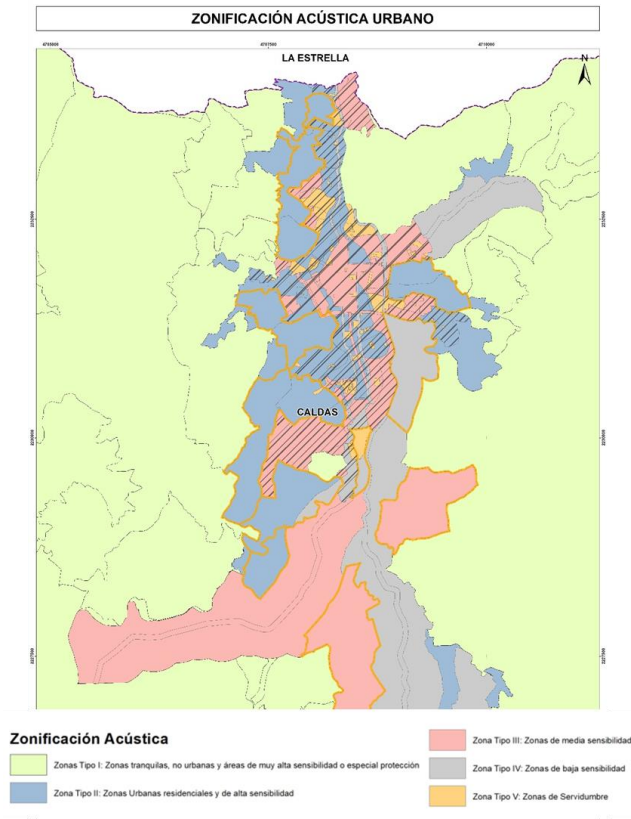 ZONIFICACIÓN ACÚSTICA URBANO
LA ESTRELLA
N
CALDAS
Zonificación Acústica
Zonas Tipo I: Zonas tranquilas, no urbanas y áreas de muy alta sensibilidad o especial protección
Zona Tipo II: Zonas Urbanas residenciales y de alta sensibilidad
Zona Tipo III: Zonas de media sensibilidad
Zona Tipo IV: Zonas de baja sensibilidad
Zona Tipo V: Zonas de Servidumbre